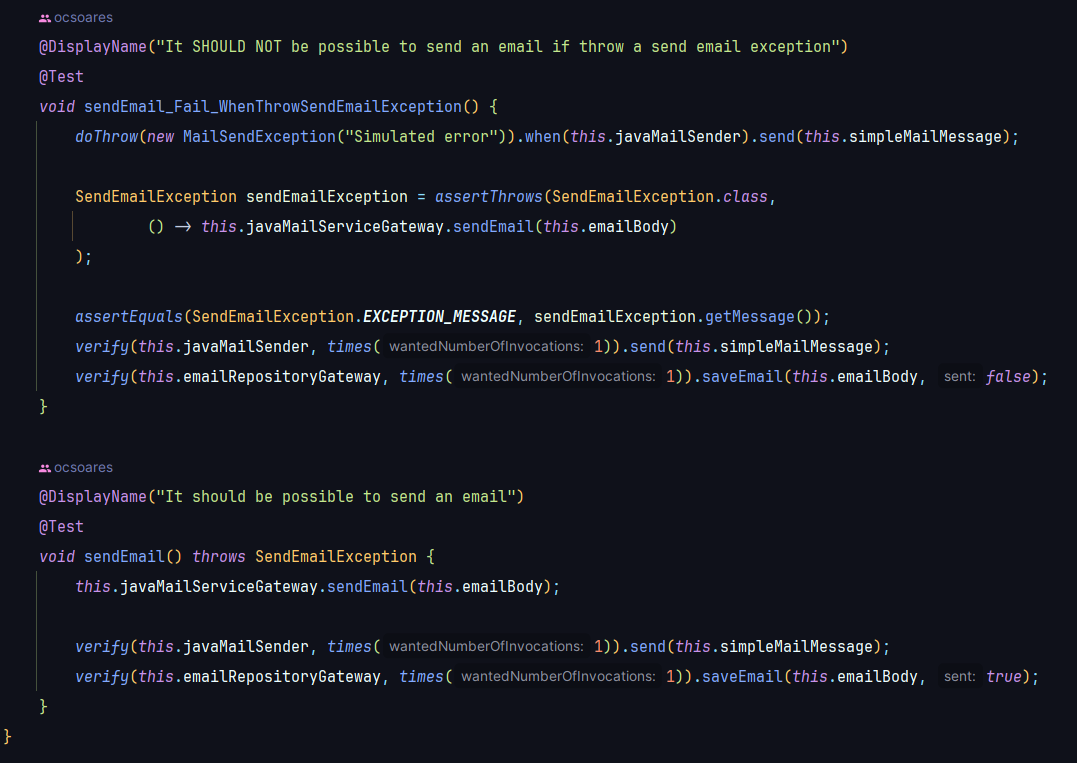 ocsoares
@DisplayName("It SHOULD NOT be possible to send an email if throw a send email exception")
@Test
void sendEmail_Fail_WhenThrowSendEmailException() {
doThrow(new MailSendException("Simulated error")).when(this.javaMailSender).send(this.simpleMailMessage);
SendEmailException sendEmailException = assertThrows(SendEmailException.class,
() → this.javaMailServiceGateway.sendEmail(this.emailBody)
);
assertEquals(SendEmailException.EXCEPTION_MESSAGE, sendEmailException.getMessage());
verify(this.javaMailSender, times( wantedNumberOfInvocations: 1)).send(this.simpleMailMessage);
verify(this.emailRepositoryGateway, times( wantedNumberOfInvocations: 1)).saveEmail(this.emailBody, sent: false);
}
ocsoares
@DisplayName("It should be possible to send an email")
@Test
void sendEmail() throws SendEmailException {
this.javaMailServiceGateway.sendEmail(this.emailBody);
verify(this.javaMailSender, times( wantedNumberOfInvocations: 1)).send(this.simpleMailMessage);
verify(this.emailRepositoryGateway, times( wantedNumberOfInvocations: 1)).saveEmail(this.emailBody, sent: true);
}
}